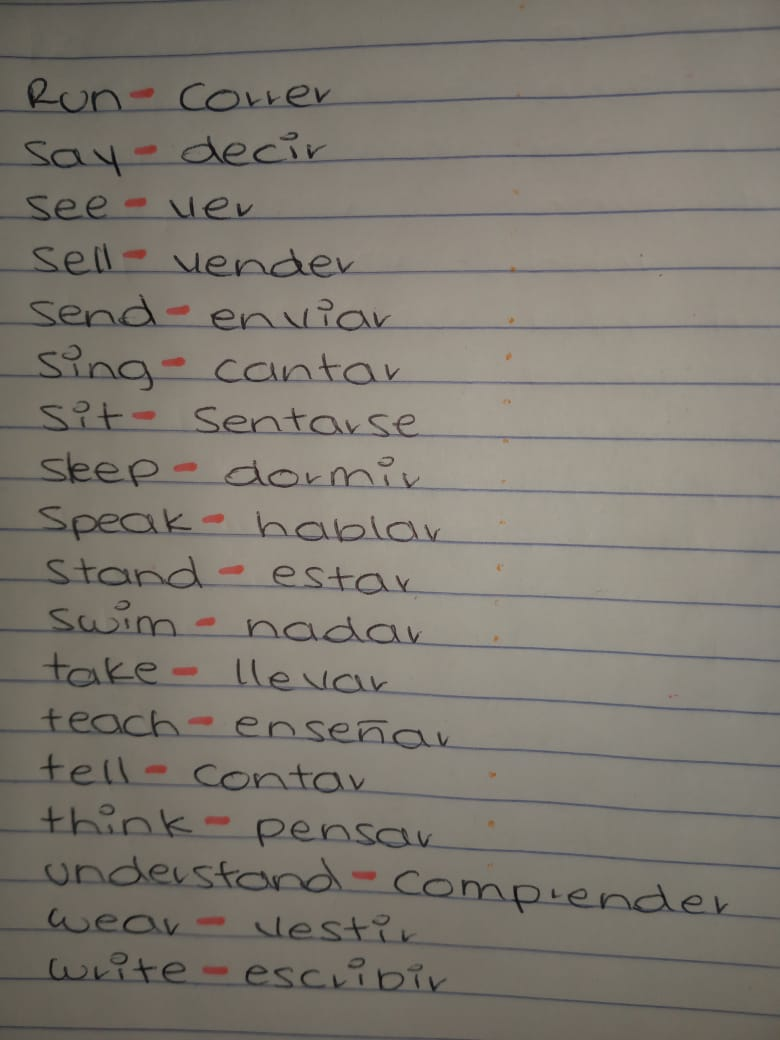 Run - correr
say - decir
see - ver
sell - vender
send - enviar
sing - cantar
sit - sentarse
sleep - dormir
speak - hablar
stand - estar
swim - nadar
take - llevar
teach - enseñar
tell - contar
think - pensar
understand - comprender
wear - vestir
write - escribir